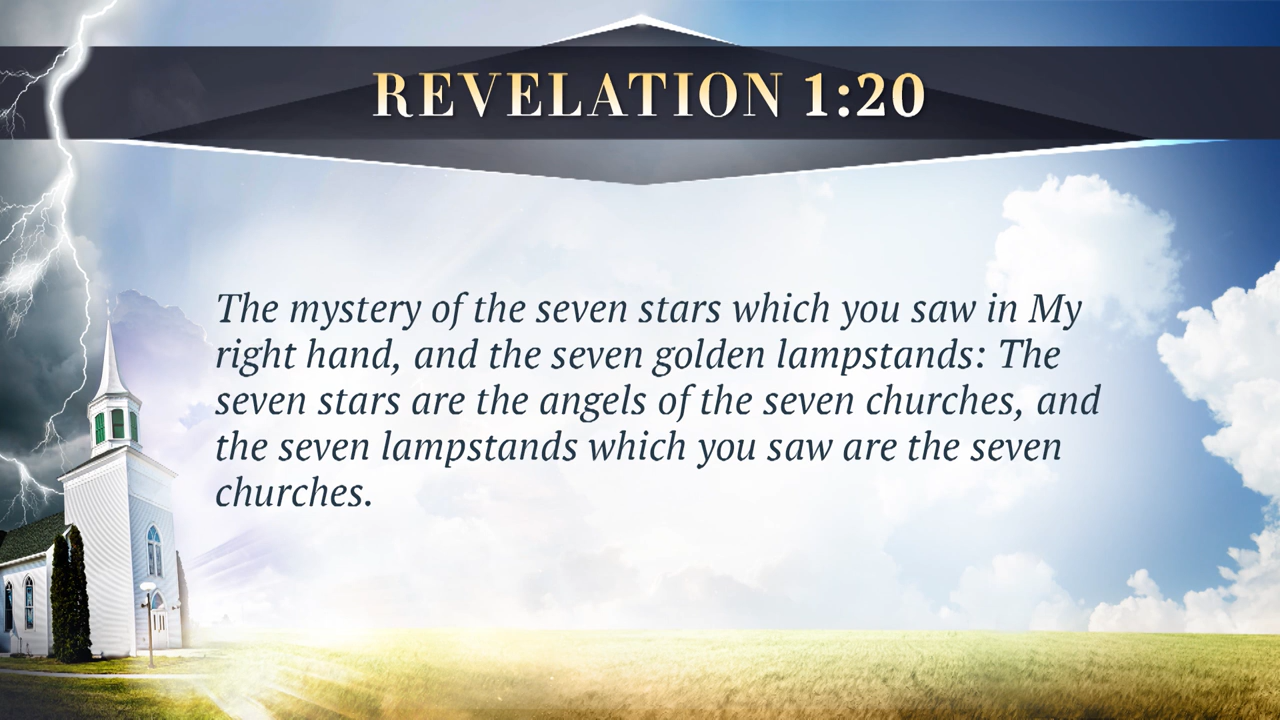 REVELATION 1:20
The mystery of the seven stars which you saw in My
right hand, and the seven golden lampstands: The
seven stars are the angels of the seven churches, and
the seven lampstands which you saw are the seven
churches.